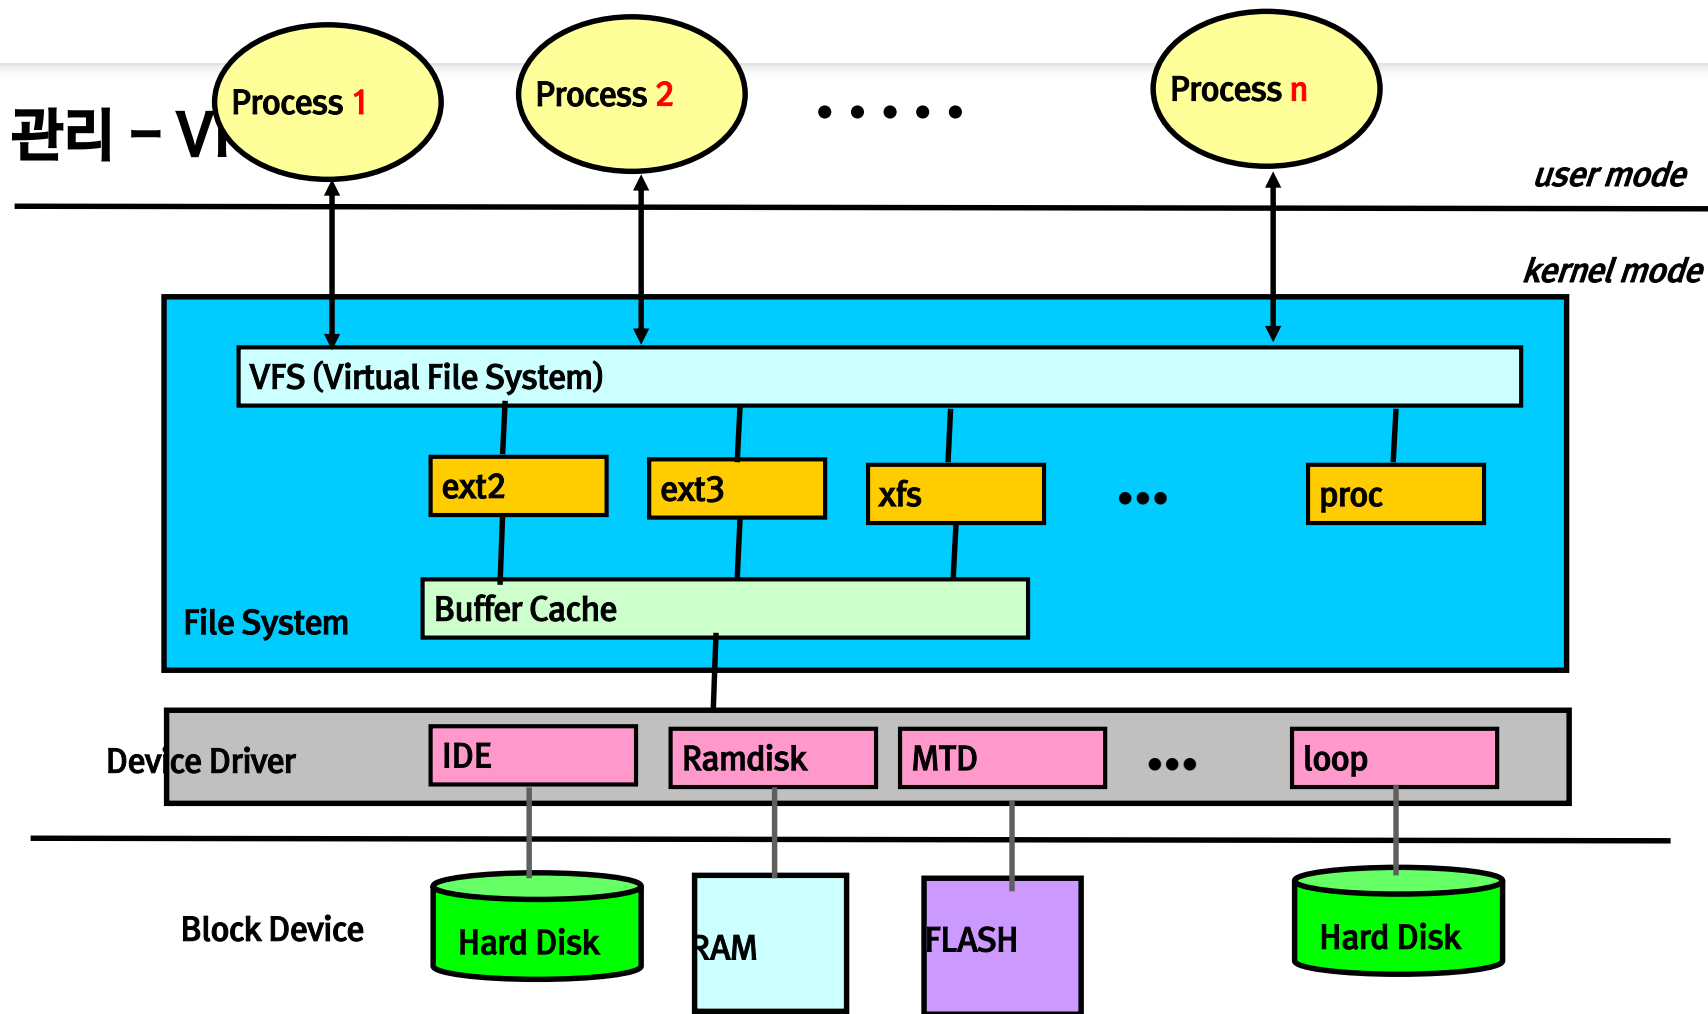 Process 1
Process 2
Process n
관리 –
user mode
kernel mode
VFS (Virtual File System)
ext2
ext3
xfs
proc
Buffer Cache
File System
Device Driver
IDE
Ramdisk
MTD
loop
Block Device
Hard Disk
RAM
FLASH
Hard Disk